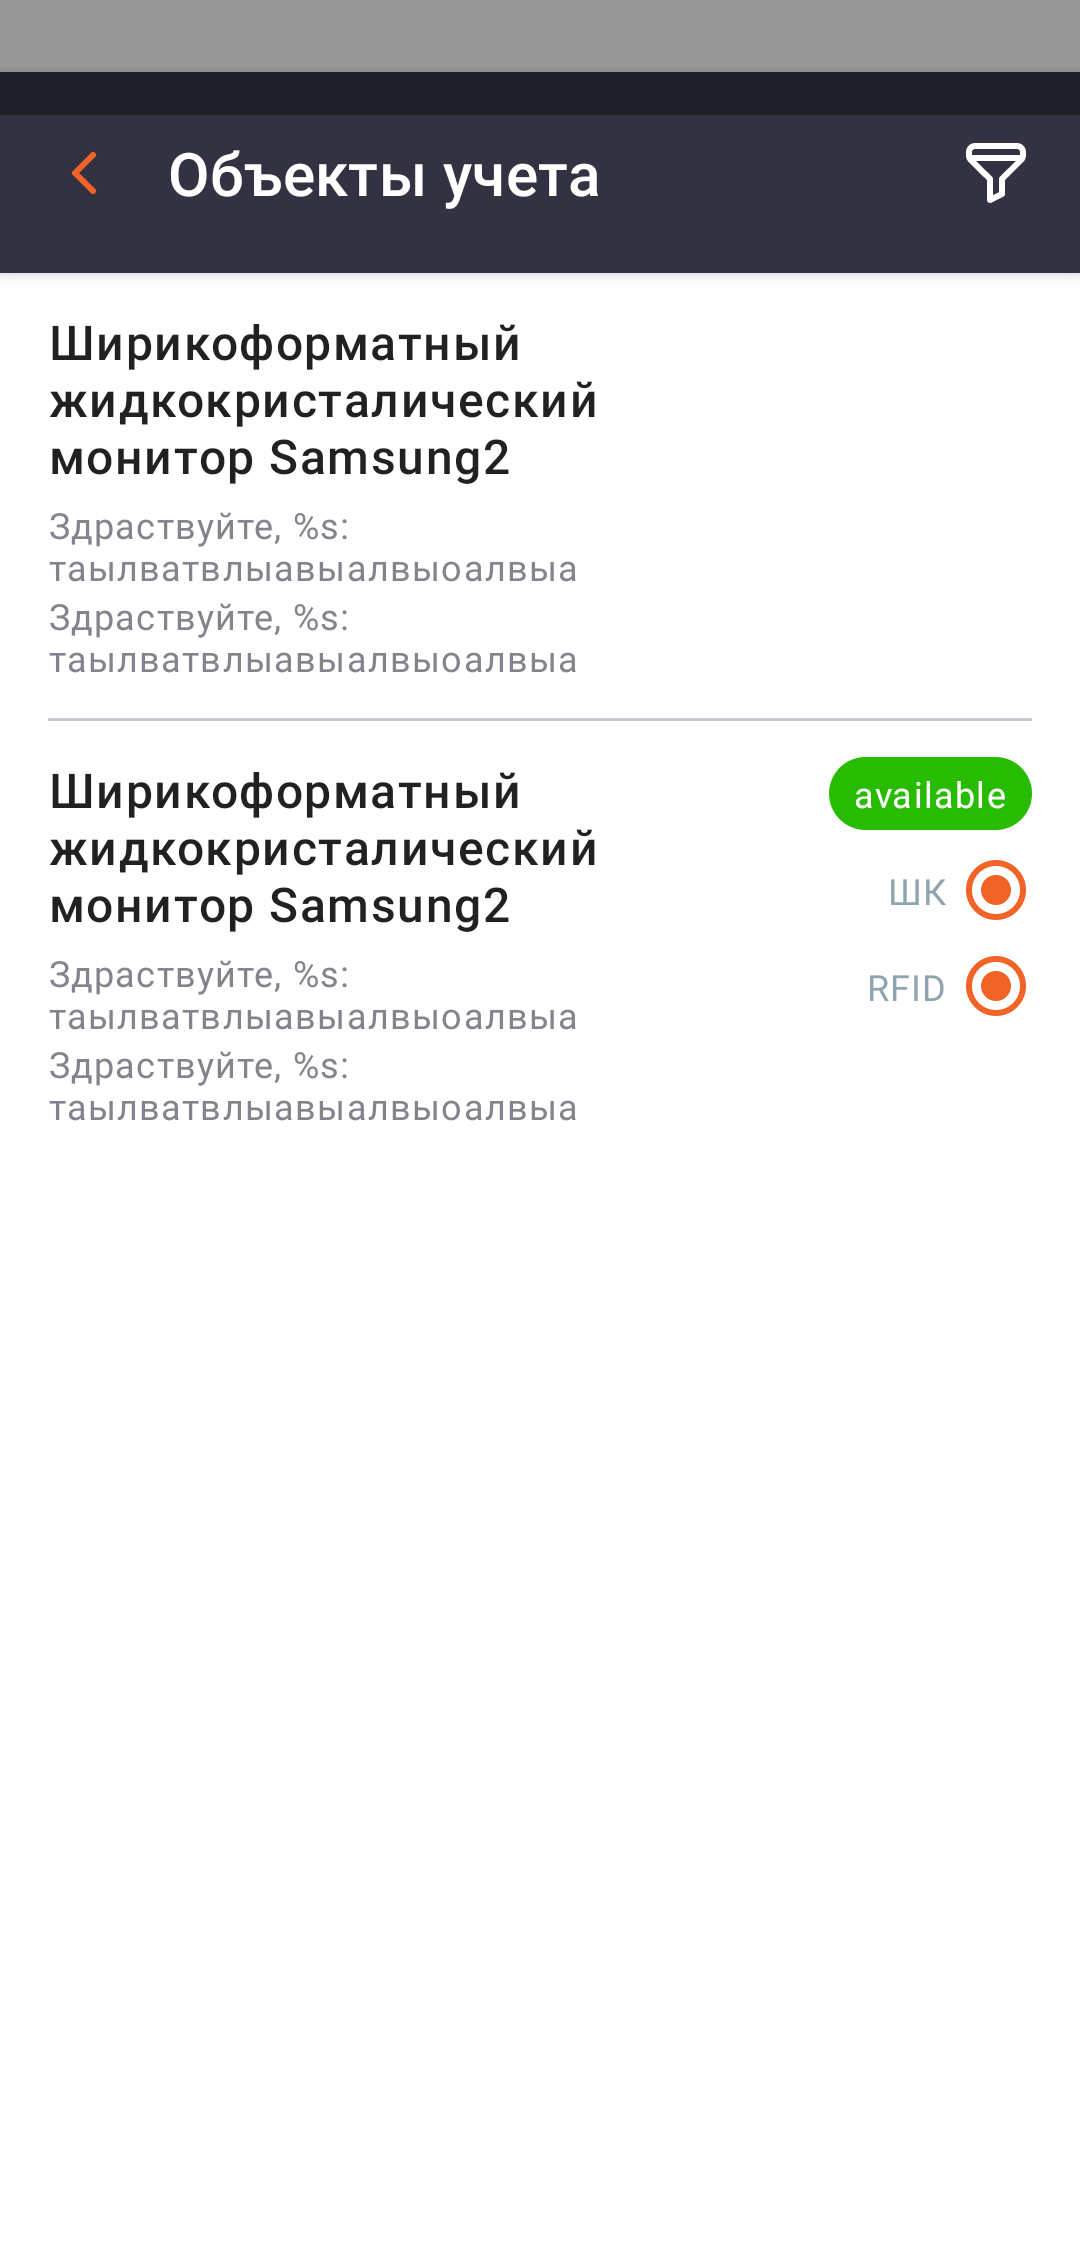 Объекты учета
Ширикоформатный
жидкокристалический
монитор Samsung2
Здраствуйте, %s:
таылватвлыавыалвыоалвыа
Здраствуйте, %s:
таылватвлыавыалвыоалвыа
Ширикоформатный
жидкокристалический
монитор Samsung2
available
ШК
RFID
Здраствуйте, %s:
таылватвлыавыалвыоалвыа
Здраствуйте, %s:
таылватвлыавыалвыоалвыа